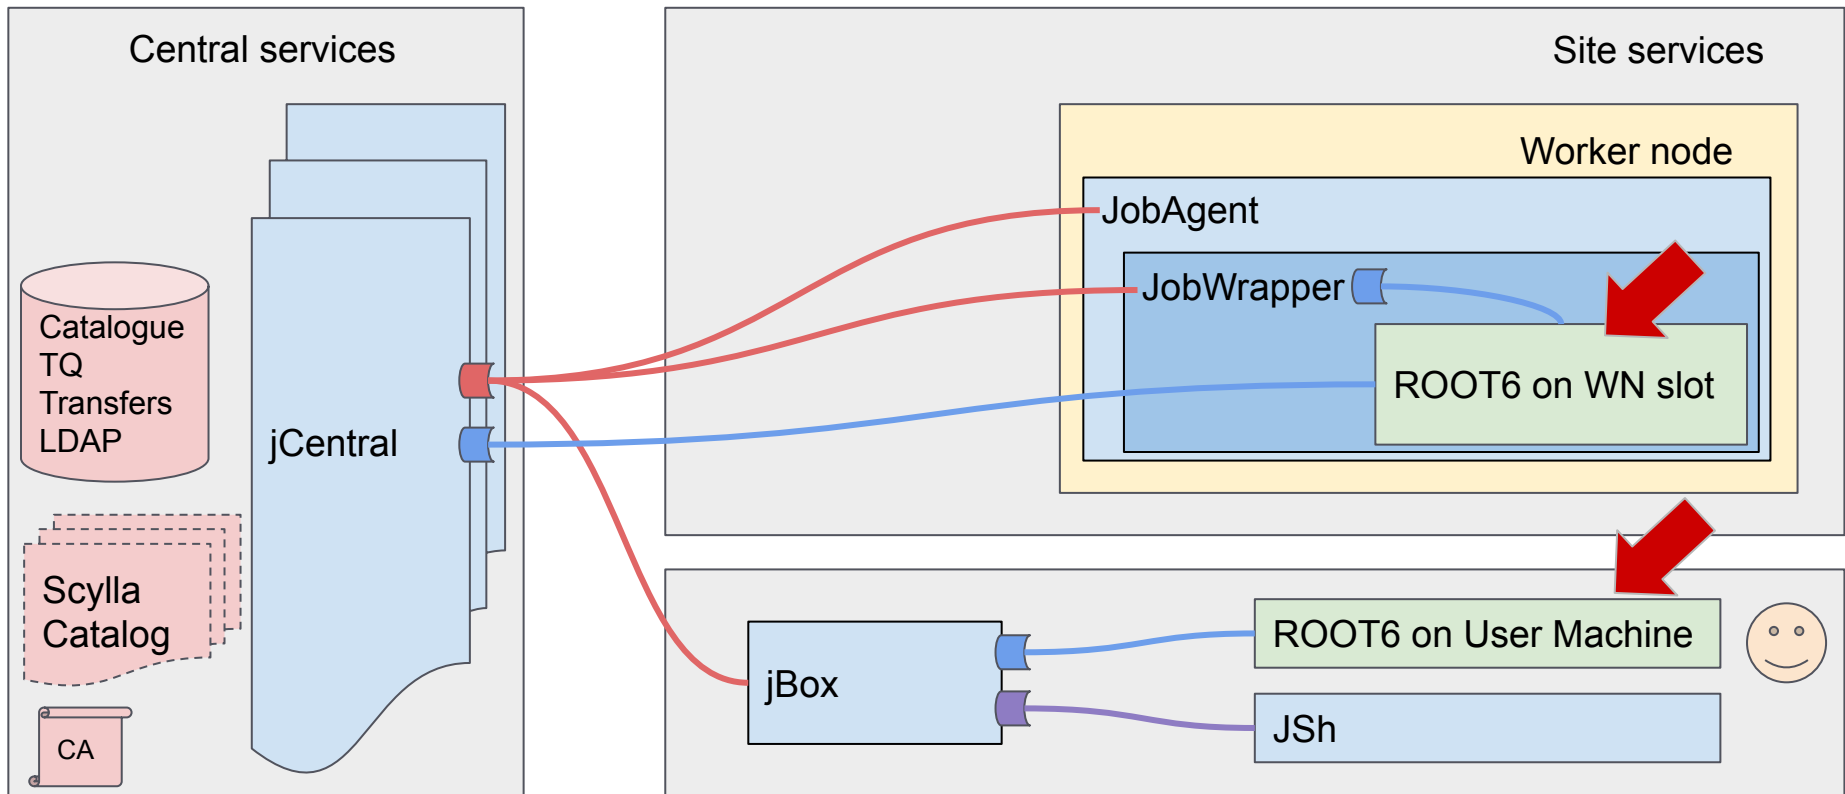 Central services
Catalogue
TQ
Transfers
LDAP
jCentral
Scylla
Catalog
CA
Site services
Worker node
JobAgent
JobWrapper
ROOT6 on WN slot
jBox
ROOT6 on User Machine
JSh